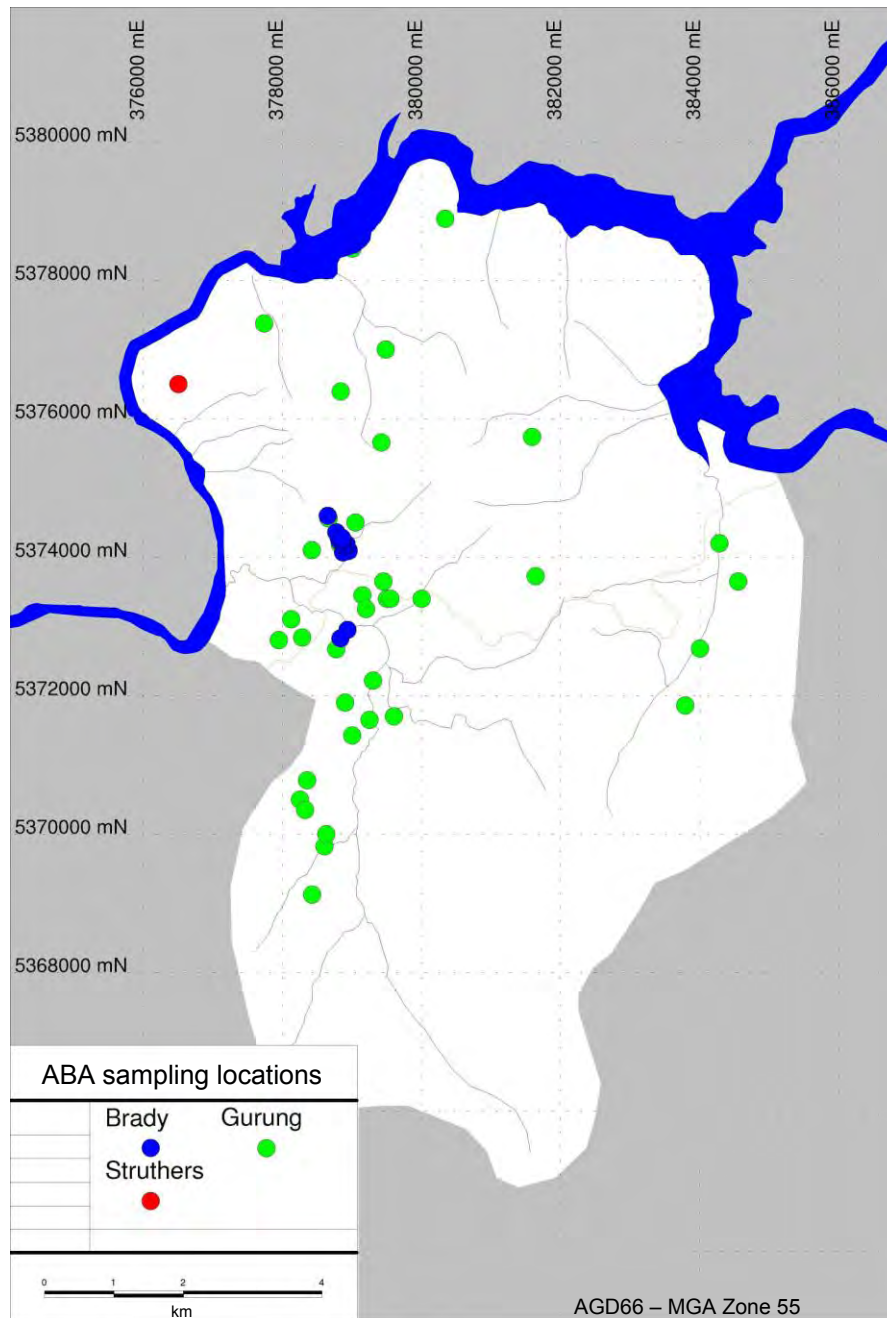 376000 mE
378000 mE
380000 mE
382000 mE
384000 mE
386000 mE
5380000 mN
5378000 mN
5376000 mN
5374000 mN
5372000 mN
5370000 mN
5368000 mN
ABA sampling locations
Brady Gurung
Struthers
0 1 2 4
km
AGD66 – MGA Zone 55